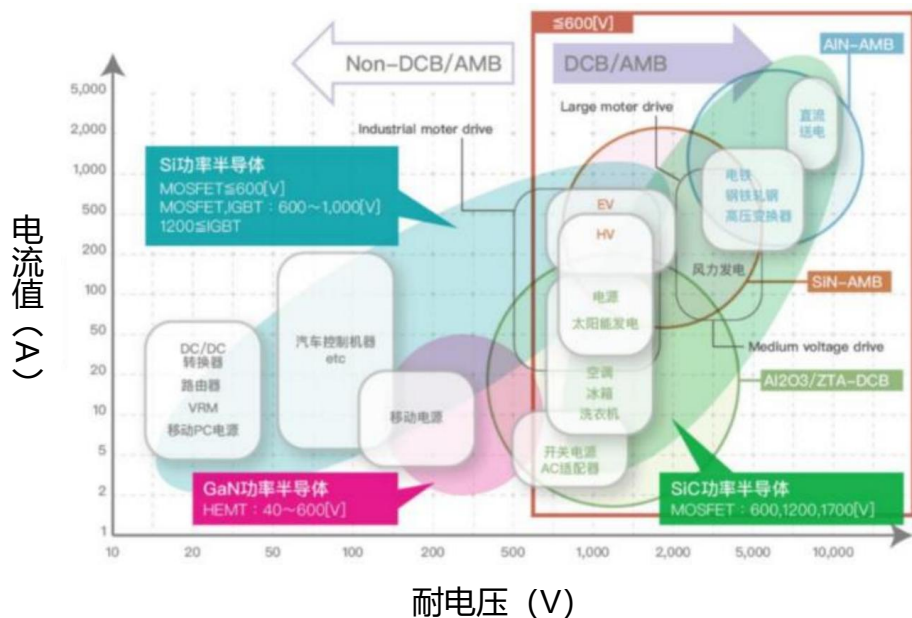 ≦600[V]
Non-DCB/AMB
DCB/AMB
AlN-AMB
5,000
2,000
1,000
500
200
100
50
20
10
5
2
1
Industrial moter drive
Large moter drive
直流
送电
Si功率半导体
MOSFET≦600[V]
MOSFET,IGBT：600～1,000[V]
1200≦IGBT
电铁
钢铁轧钢
高压变换器
EV
HV
电流值（A）
风力发电
SiN-AMB
电源
太阳能发电
DC/DC
转换器
路由器
VRM
移动PC电源
汽车控制机器
etc
Medium voltage drive
移动电源
空调
冰箱
洗衣机
Al2O3/ZTA-DCB
开关电源
AC适配器
GaN功率半导体
HEMT：40～600[V]
SiC功率半导体
MOSFET：600,1200,1700[V]
10
20
50
100
200
500
1,000
2,000
5,000
10,000
耐电压（V）